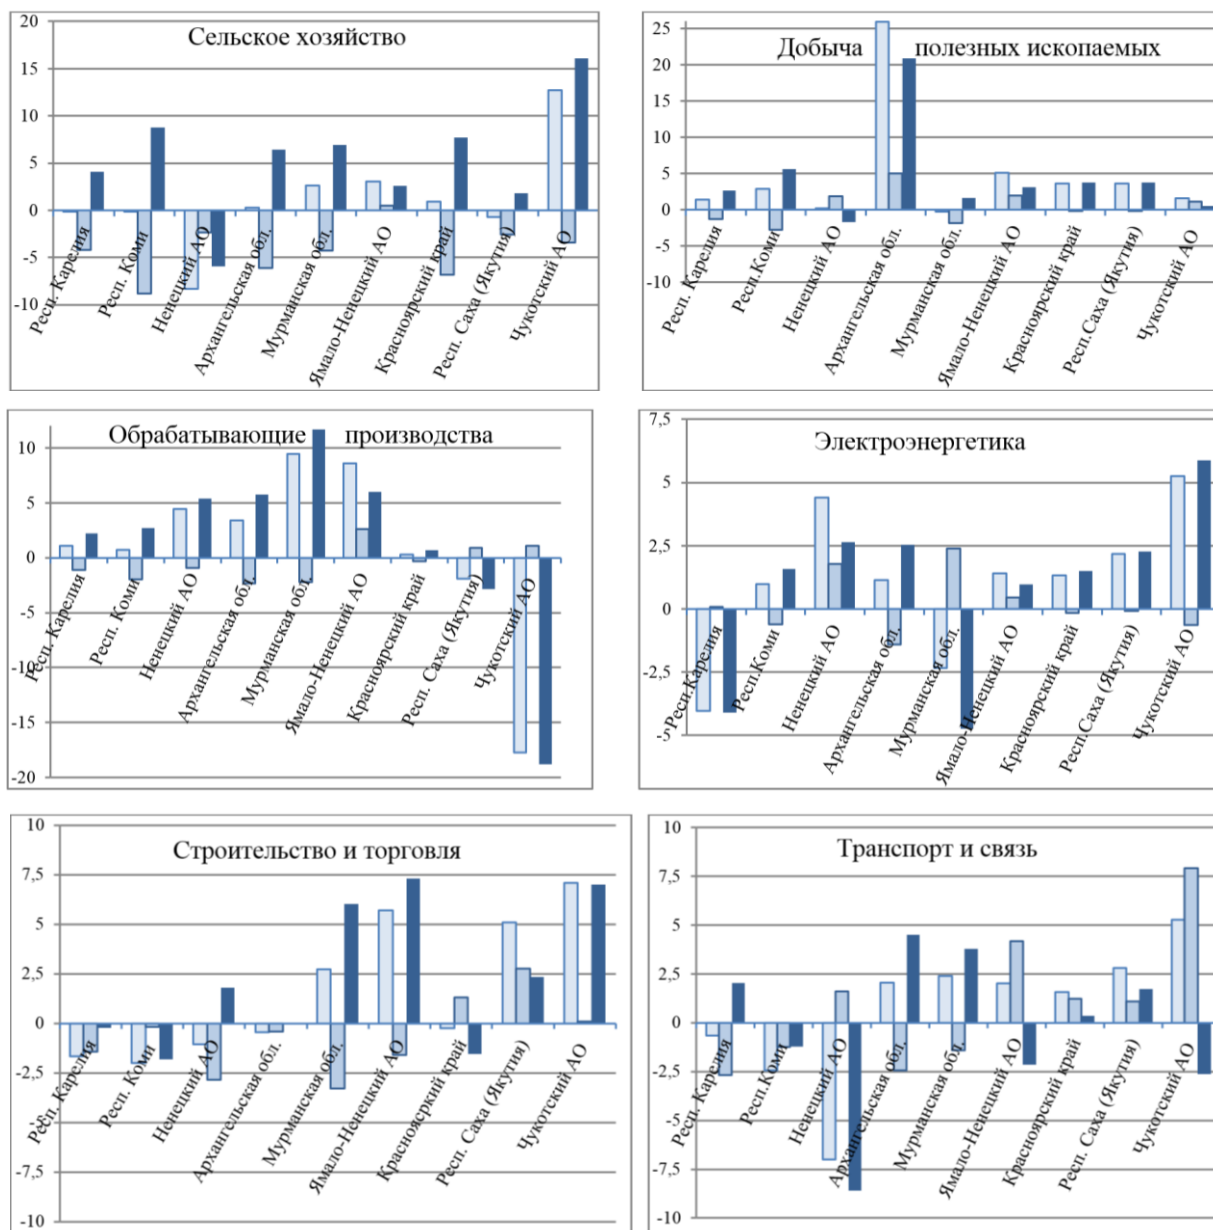 Сельское хозяйство
20
15
10
5
0
-5
-10
Респ. Карелия
Респ. Коми
Ненецкий АО
Архангельская обл.
Мурманская обл.
Ямало-Ненецкий АО
Красноярский край
Респ. Саха (Якутия)
Чукотский АО
Добыча полезных ископаемых
25
20
15
10
5
0
-5
-10
Респ. Карелия
Респ.Коми
Ненецкий АО
Архангельская обл.
Мурманская обл.
Ямало-Ненецкий АО
Красноярский край
Респ.Саха (Якутия)
Чукотский АО
Обрабатывающие производства
10
5
0
-5
-10
-15
-20
Респ. Карелия
Респ. Коми
Ненецкий АО
Архангельская обл.
Мурманская обл.
Ямало-Ненецкий АО
Красноярский край
Респ. Саха (Якутия)
Чукотский АО
Электроэнергетика
7,5
5
2,5
0
-2,5
-5
Респ.Карелия
Респ.Коми
Ненецкий АО
Архангельская обл.
Мурманская обл.
Ямало-Ненецкий АО
Красноярский край
Респ.Саха (Якутия)
Чукотский АО
Строительство и торговля
10
7,5
5
2,5
0
-2,5
-5
-7,5
-10
Респ. Карелия
Респ. Коми
Ненецкий АО
Архангельская обл.
Мурманская обл.
Ямало-Ненецкий АО
Красноярский край
Респ. Саха (Якутия)
Чукотский АО
Транспорт и связь
10
7,5
5
2,5
0
-2,5
-5
-7,5
-10
Респ. Карелия
Респ.Коми
Ненецкий АО
Архангельская обл.
Мурманская обл.
Ямало-Ненецкий АО
Красноярский край
Респ. Саха (Якутия)
Чукотский АО